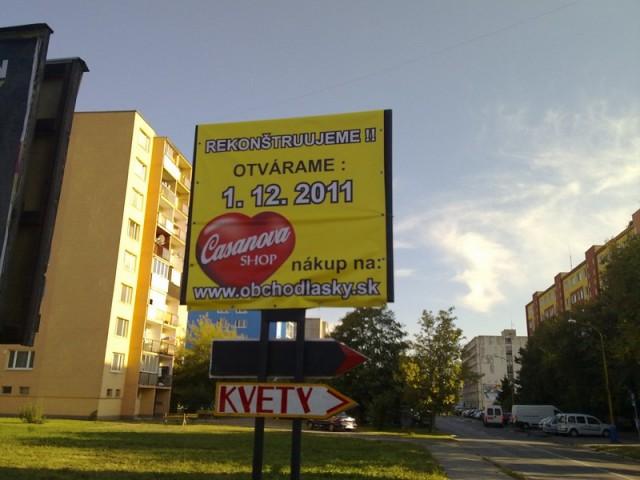 REKONŠTRUUJEME !!
OTVÁRAME :
1. 12. 2011
Casanova
SHOP
nákup na:
www.obchodlasky.sk
KVETY